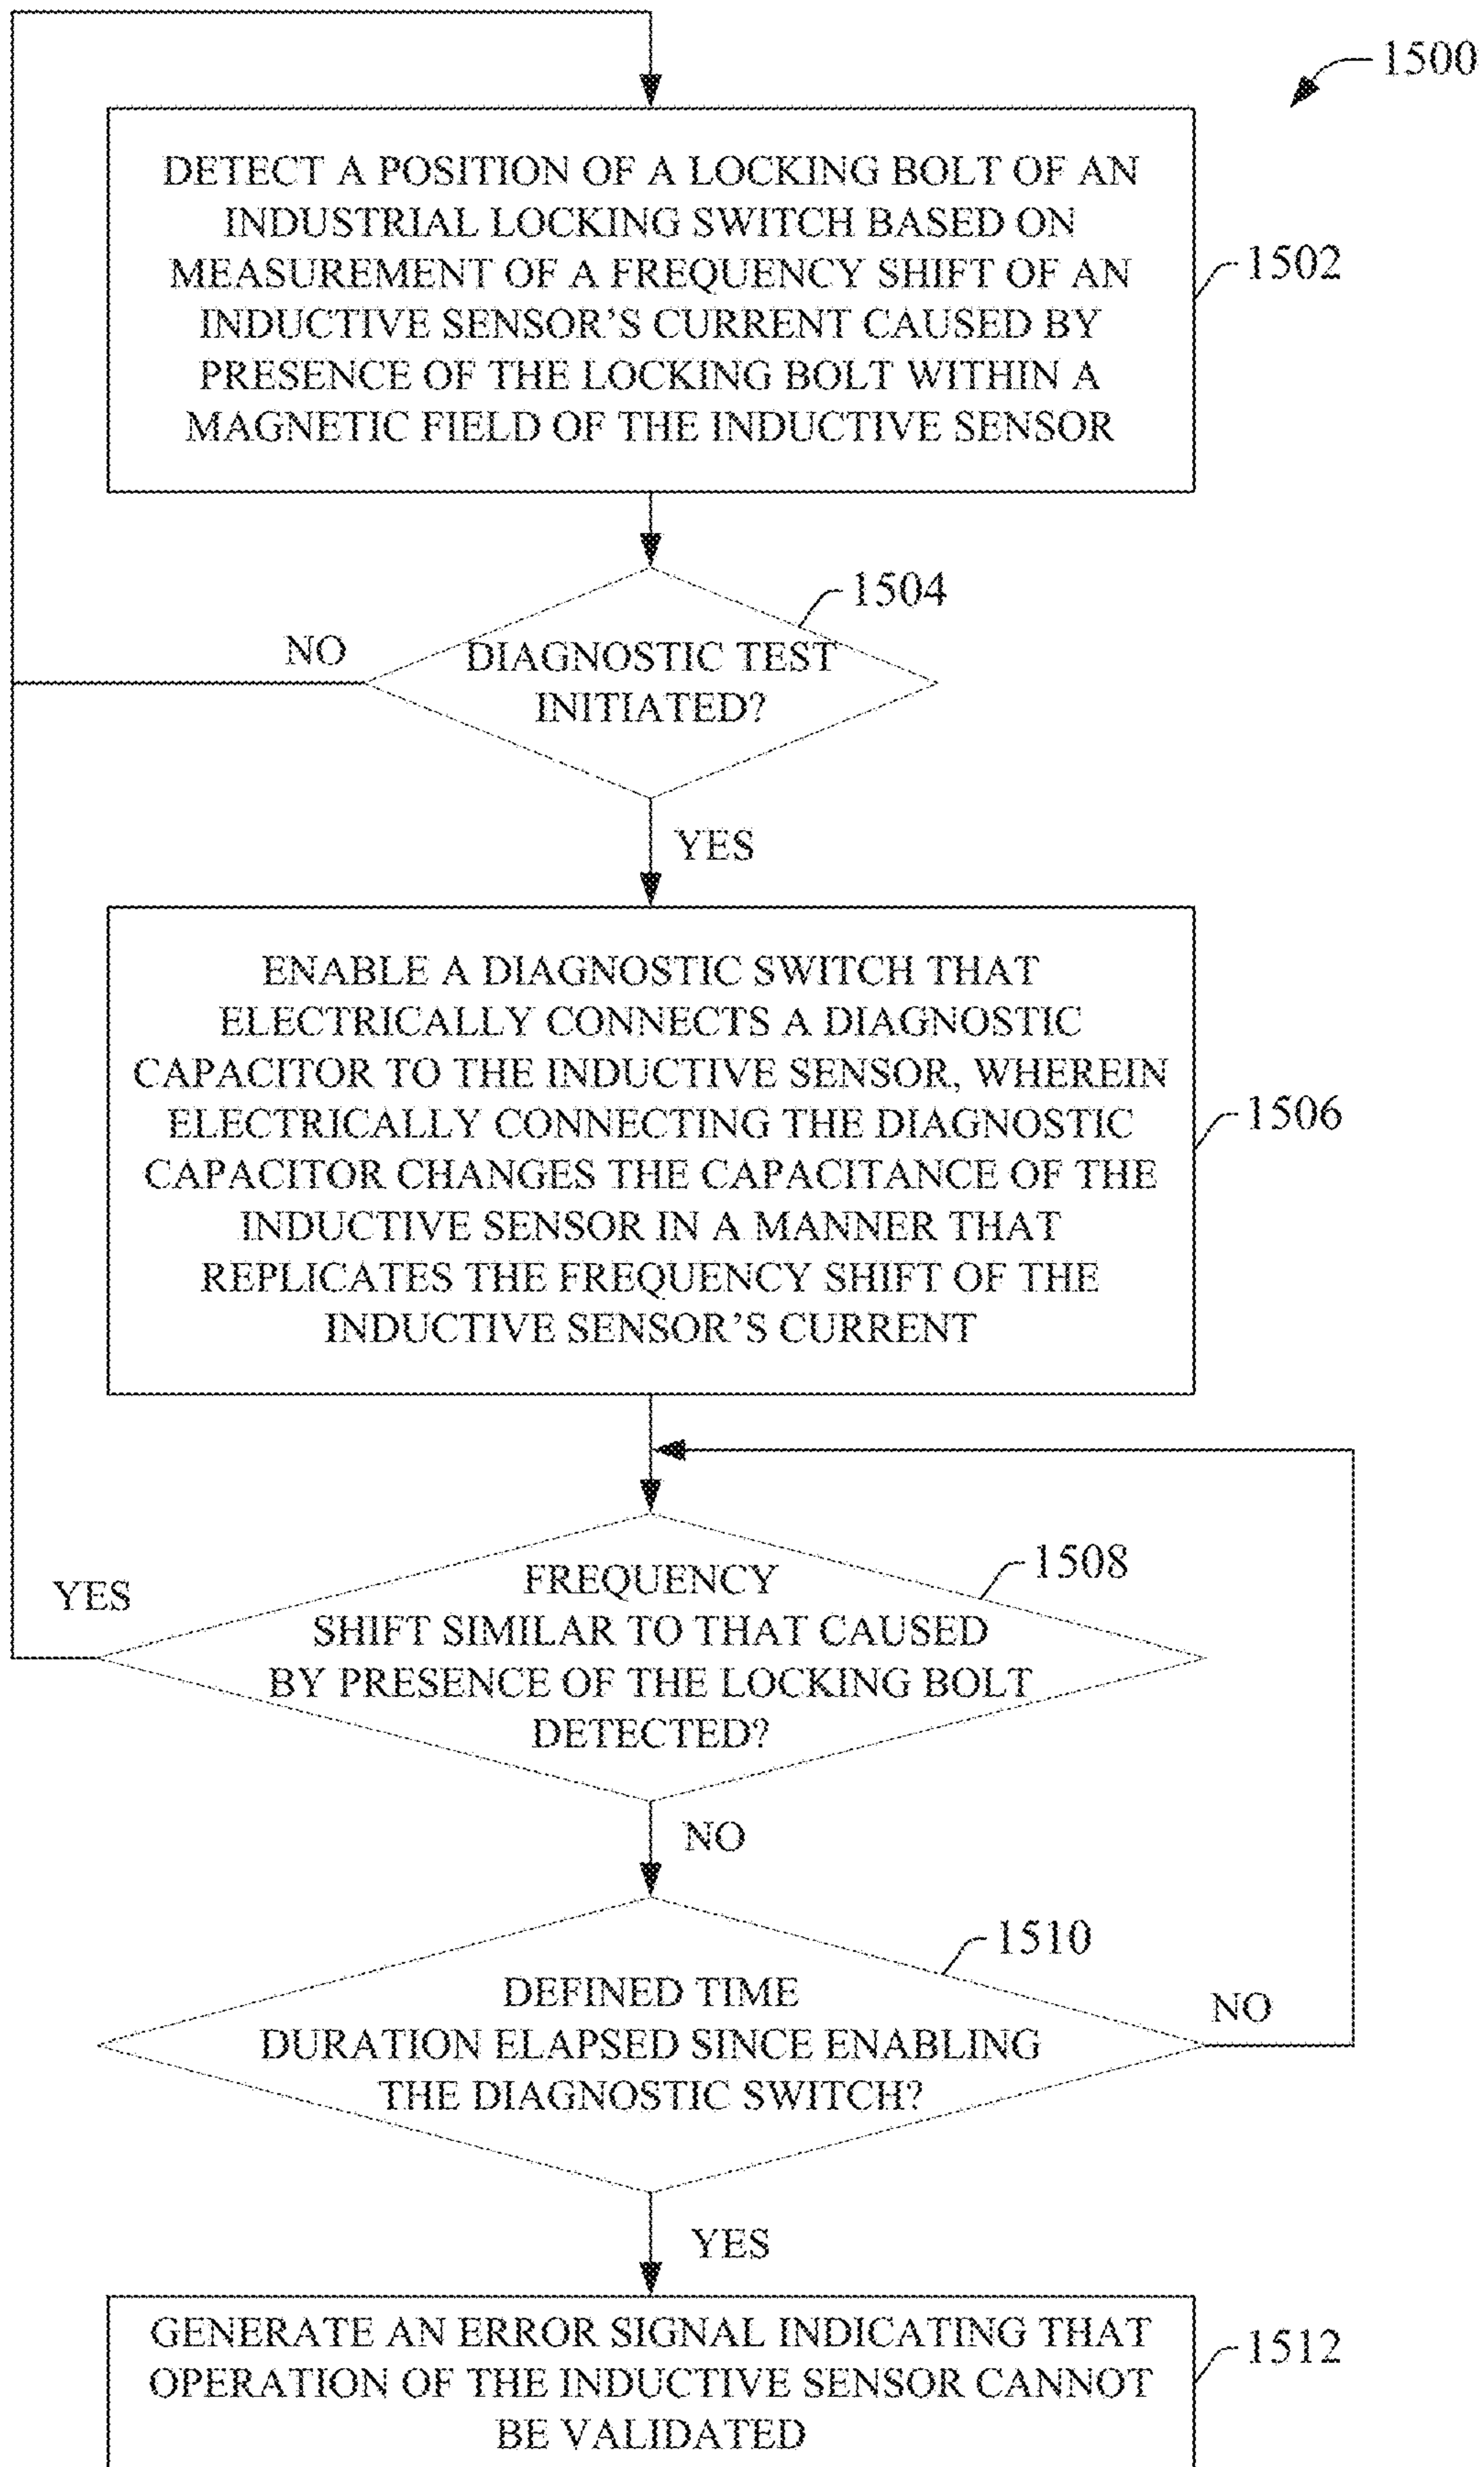 1500
DETECT A POSITION OF A LOCKING BOLT OF AN
INDUSTRIAL LOCKING SWITCH BASED ON
MEASUREMENT OF A FREQUENCY SHIFT OF AN
INDUCTIVE SENSOR'S CURRENT CAUSED BY
PRESENCE OF THE LOCKING BOLT WITHIN A
MAGNETIC FIELD OF THE INDUCTIVE SENSOR
1502
1504
NO
DIAGNOSTIC TEST
INITIATED?
YES
ENABLE A DIAGNOSTIC SWITCH THAT
ELECTRICALLY CONNECTS A DIAGNOSTIC
CAPACITOR TO THE INDUCTIVE SENSOR, WHEREIN
ELECTRICALLY CONNECTING THE DIAGNOSTIC
CAPACITOR CHANGES THE CAPACITANCE OF THE
INDUCTIVE SENSOR IN A MANNER THAT
REPLICATES THE FREQUENCY SHIFT OF THE
INDUCTIVE SENSOR'S CURRENT
1506
1508
YES
FREQUENCY
SHIFT SIMILAR TO THAT CAUSED
BY PRESENCE OF THE LOCKING BOLT
DETECTED?
NO
1510
DEFINED TIME
DURATION ELAPSED SINCE ENABLING
THE DIAGNOSTIC SWITCH?
NO
YES
GENERATE AN ERROR SIGNAL INDICATING THAT
OPERATION OF THE INDUCTIVE SENSOR CANNOT
BE VALIDATED
1512